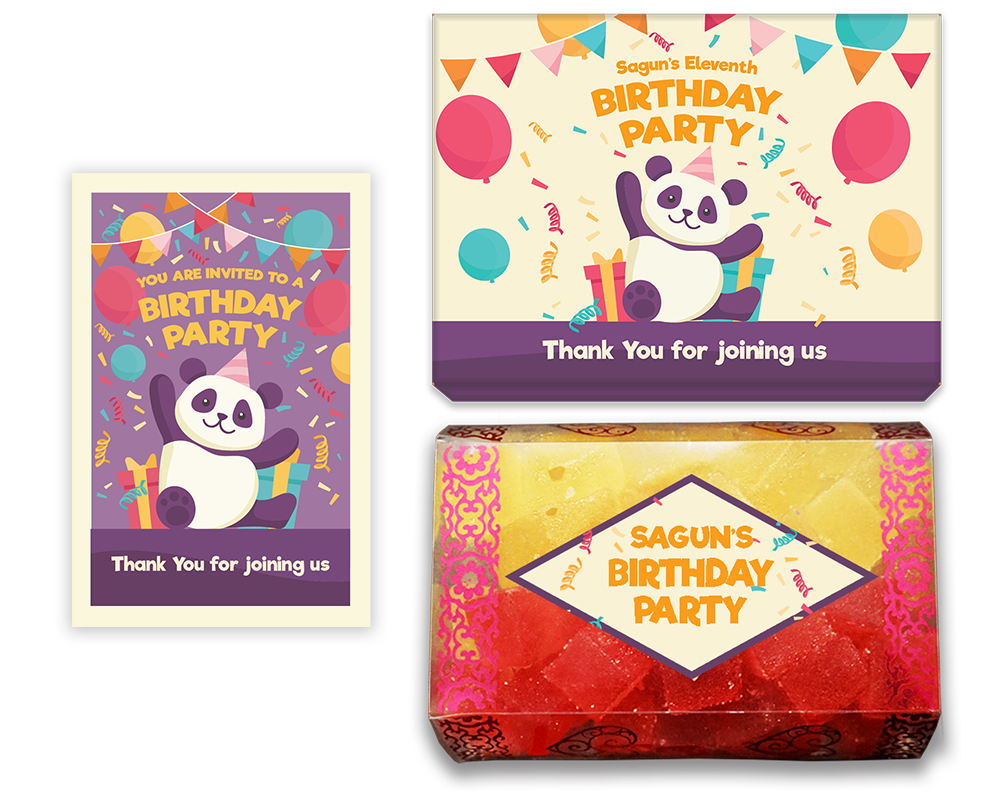 YOU ARE INVITED TO A
BIRTHDAY
PARTY
Thank You for joining us
Sagun's Eleventh
BIRTHDAY
PARTY
Thank You for joining us
SAGUN'S
BIRTHDAY
PARTY